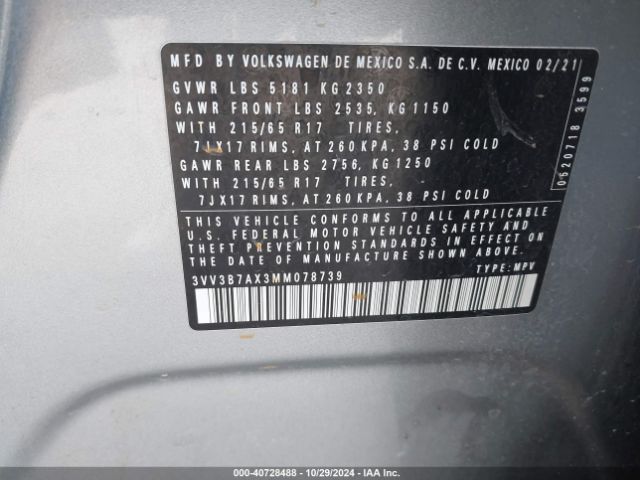 MFD BY VOLKSWAGEN DE MEXICO S.A. DE C.V. MEXICO 02/21
GVWR LBS 5181 KG 2350
GAWR FRONT LBS 2535, KG 1150
WITH 215/65 R17 TIRES,
7JX17 RIMS, AT 260 KPA, 38 PSI COLD
GAWR REAR LBS 2756, KG 1250
WITH 215/65 R17 TIRES,
7JX17 RIMS, AT 260 KPA, 38 PSI COLD
THIS VEHICLE CONFORMS TO ALL APPLICABLE
U.S. FEDERAL MOTOR VEHICLE SAFETY AND
THEFT PREVENTION STANDARDS IN EFFECT ON
THE DATE OF MANUFACTURE SHOWN ABOVE.
3VV3B7AX3MM078739 TYPE: MPV
0520718 3599
000-40728488 - 10/29/2024 - IAAI.com